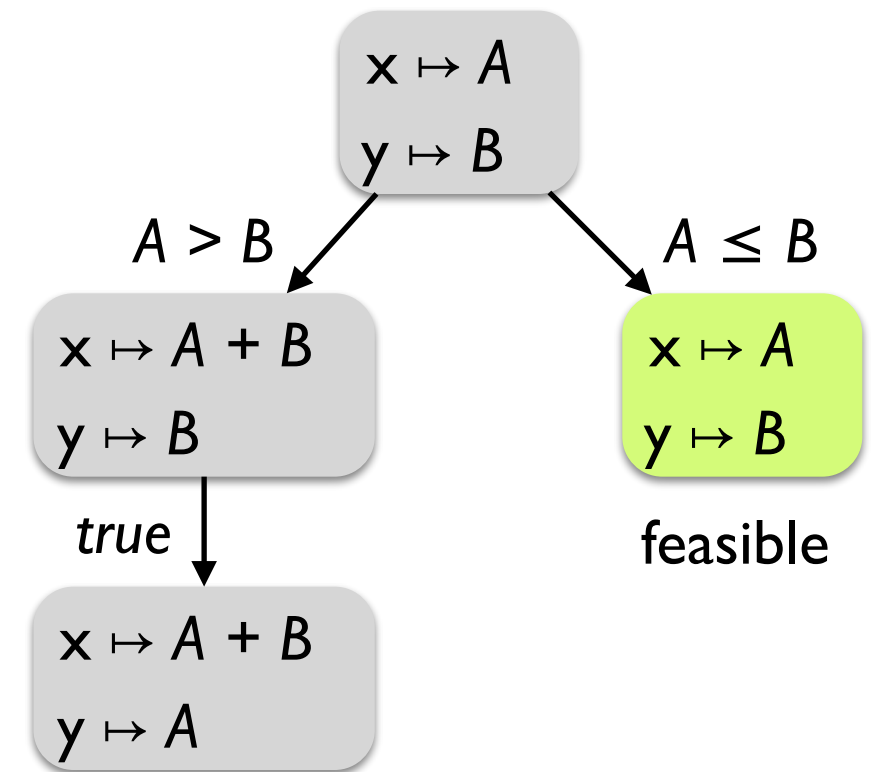 x ↦ A
y ↦ B
A > B
A ≤ B
x ↦ A + B
y ↦ B
x ↦ A
y ↦ B
true
feasible
x ↦ A + B
y ↦ A